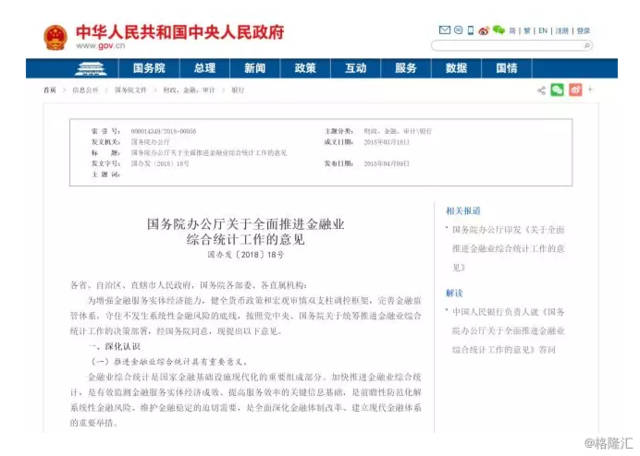 中华人民共和国中央人民政府
www.gov.cn
简 | 繁 | EN | 注册 | 登录
国务院 总理 新闻 政策 互动 服务 数据 国情
首页 > 信息公开 > 国务院文件 > 财政、金融、审计 > 银行
索 引 号： 000014349/2018-00056 主题分类： 财政、金融、审计\银行
发文机关： 国务院办公厅 成文日期： 2018年03月18日
标 题： 国务院办公厅关于全面推进金融业综合统计工作的意见
发文字号： 国办发〔2018〕18号 发布日期： 2018年04月09日
主 题 词：
国务院办公厅关于全面推进金融业
综合统计工作的意见
国办发〔2018〕18号
各省、自治区、直辖市人民政府，国务院各部委、各直属机构：
为增强金融服务实体经济能力，健全货币政策和宏观审慎双支柱调控框架，完善金融监
管体系，守住不发生系统性金融风险的底线，按照党中央、国务院关于统筹推进金融业综合
统计工作的决策部署，经国务院同意，现提出以下意见。
一、深化认识
（一）推进金融业综合统计具有重要意义。
金融业综合统计是国家金融基础设施现代化的重要组成部分。加快推进金融业综合统
计，是有效监测金融服务实体经济成效、提高服务效率的关键信息基础，是前瞻性防范化解
系统性金融风险、维护金融稳定的迫切需要，是全面深化金融体制改革、建立现代金融体系
的重要举措。
相关报道
国务院办公厅印发《关于全面
推进金融业综合统计工作的意
见》
解读
中国人民银行负责人就《国务
院办公厅关于全面推进金融业
综合统计工作的意见》答问
@格隆汇